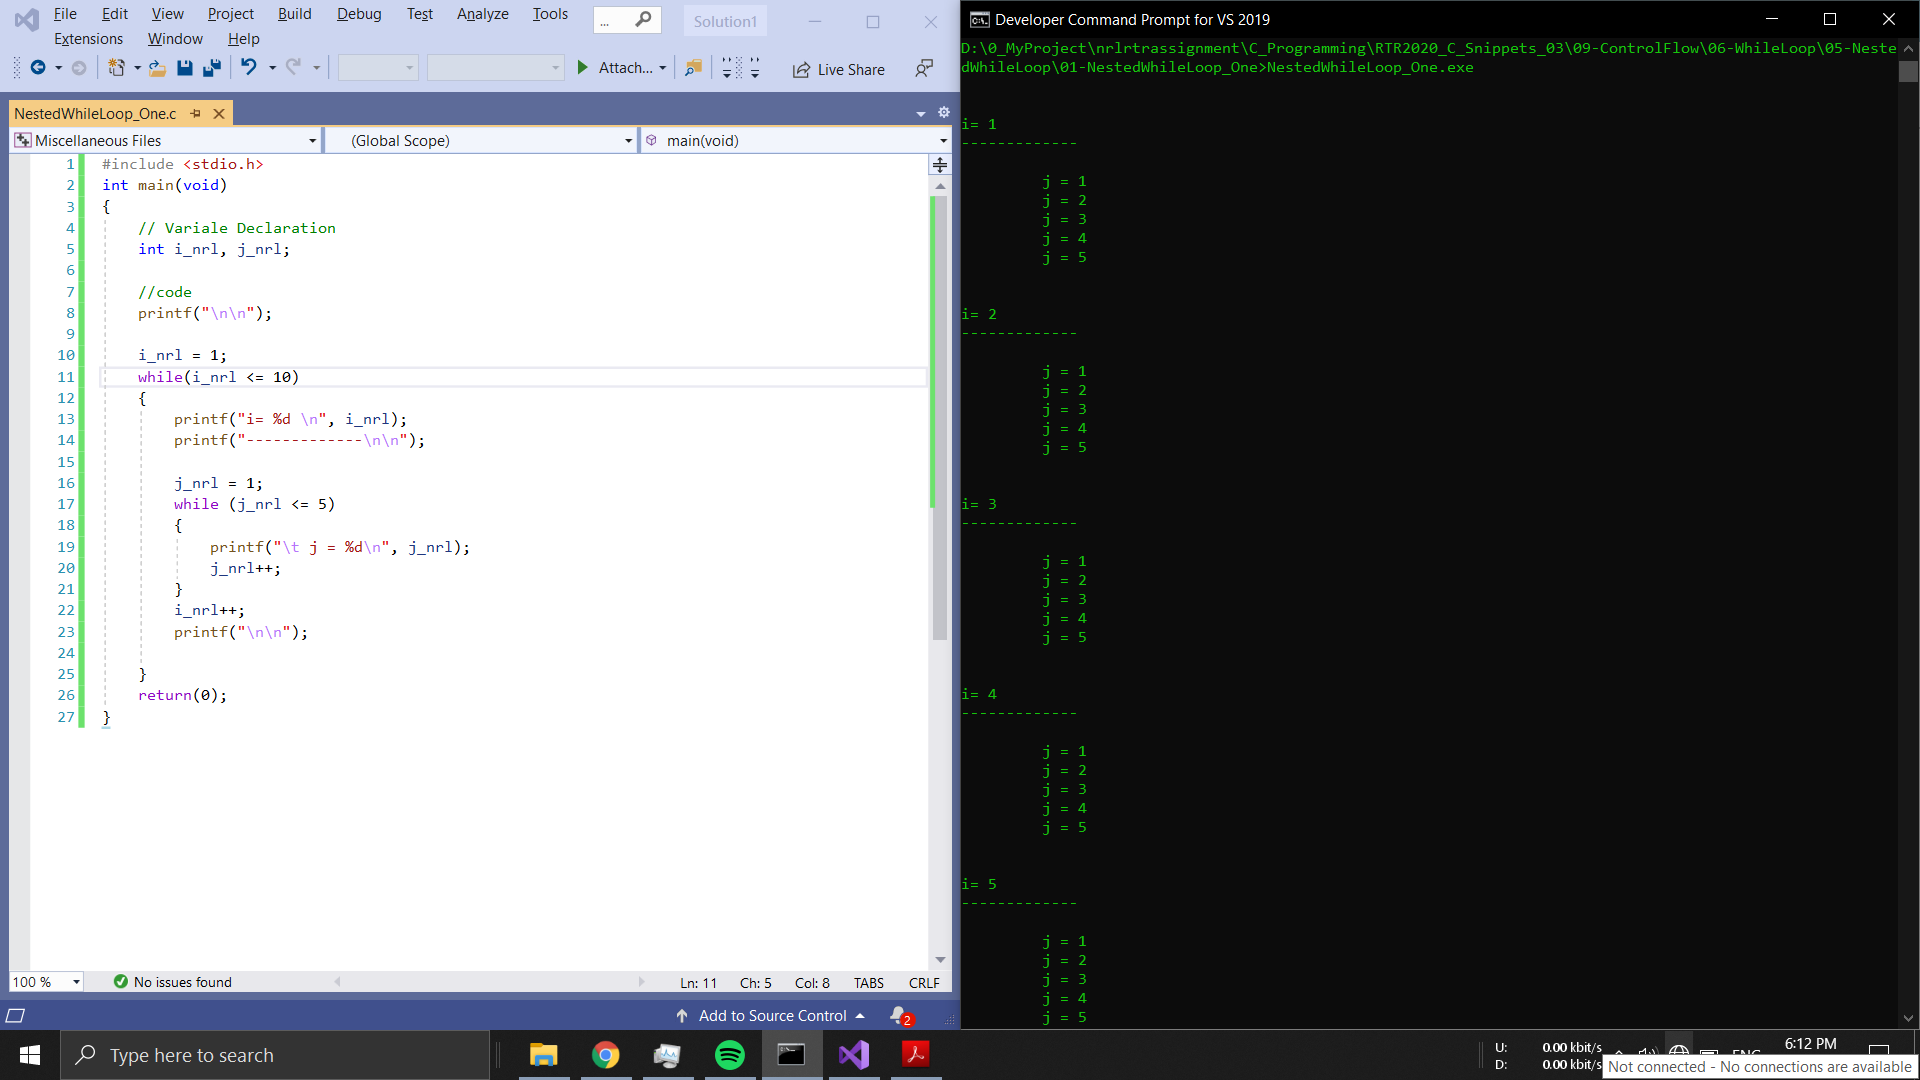 File Edit View Project Build Debug Test Analyze Tools ... Solution1
Extensions Window Help
Attach... Live Share
NestedWhileLoop_One.c
Miscellaneous Files (Global Scope) main(void)
1 #include <stdio.h>
2 int main(void)
3 {
4 // Variale Declaration
5 int i_nrl, j_nrl;
6
7 //code
8 printf("\n\n");
9
10 i_nrl = 1;
11 while(i_nrl <= 10)
12 {
13 printf("i= %d \n", i_nrl);
14 printf("-------------\n\n");
15
16 j_nrl = 1;
17 while (j_nrl <= 5)
18 {
19 printf("\t j = %d\n", j_nrl);
20 j_nrl++;
21 }
22 i_nrl++;
23 printf("\n\n");
24
25 }
26 return(0);
27 }
100 % No issues found Ln: 11 Ch: 5 Col: 8 TABS CRLF
Add to Source Control 2
Developer Command Prompt for VS 2019
D:\0_MyProject\nrlrtrassignment\C_Programming\RTR2020_C_Snippets_03\09-ControlFlow\06-WhileLoop\05-Neste
dWhileLoop\01-NestedWhileLoop_One>NestedWhileLoop_One.exe
i= 1
-------------
j = 1
j = 2
j = 3
j = 4
j = 5
i= 2
-------------
j = 1
j = 2
j = 3
j = 4
j = 5
i= 3
-------------
j = 1
j = 2
j = 3
j = 4
j = 5
i= 4
-------------
j = 1
j = 2
j = 3
j = 4
j = 5
i= 5
-------------
j = 1
j = 2
j = 3
j = 4
j = 5
Type here to search
U: 0.00 kbit/s
D: 0.00 kbit/s
ENG
6:12 PM
Not connected - No connections are available